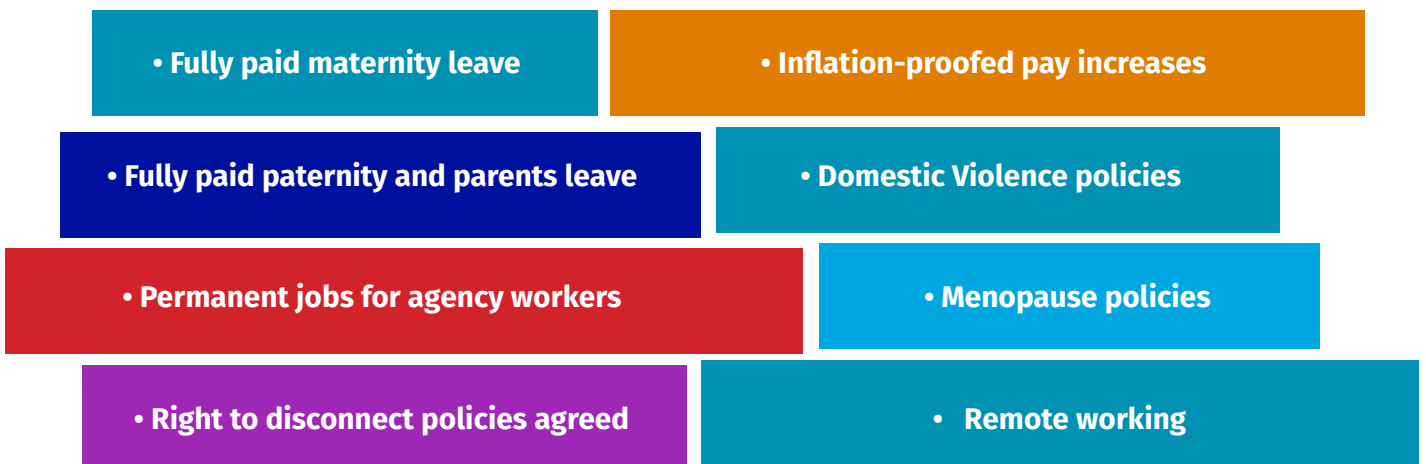 • Fully paid maternity leave
• Inflation-proofed pay increases
• Fully paid paternity and parents leave
• Domestic Violence policies
• Permanent jobs for agency workers
• Menopause policies
• Right to disconnect policies agreed
• Remote working